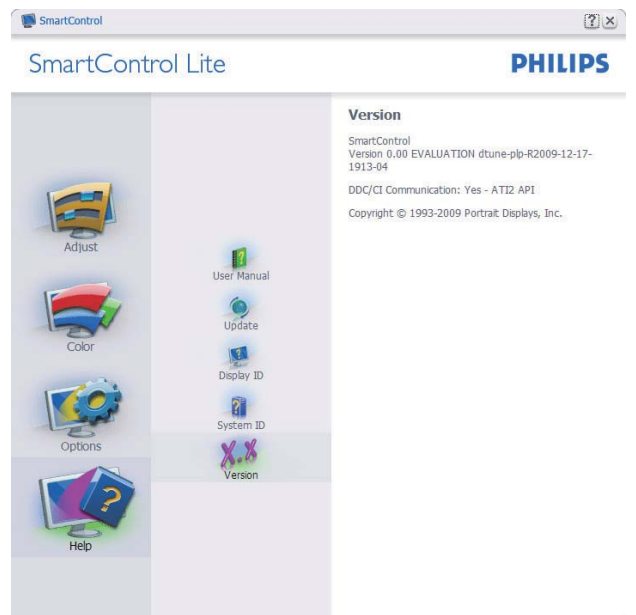 SmartControl
? X
SmartControl Lite
PHILIPS
Adjust
Color
Options
Help
User Manual
Update
Display ID
System ID
X.X
Version
Version
SmartControl
Version 0.00 EVALUATION dtune-plp-R2009-12-17-
1913-04
DDC/CI Communication: Yes - ATI2 API
Copyright © 1993-2009 Portrait Displays, Inc.